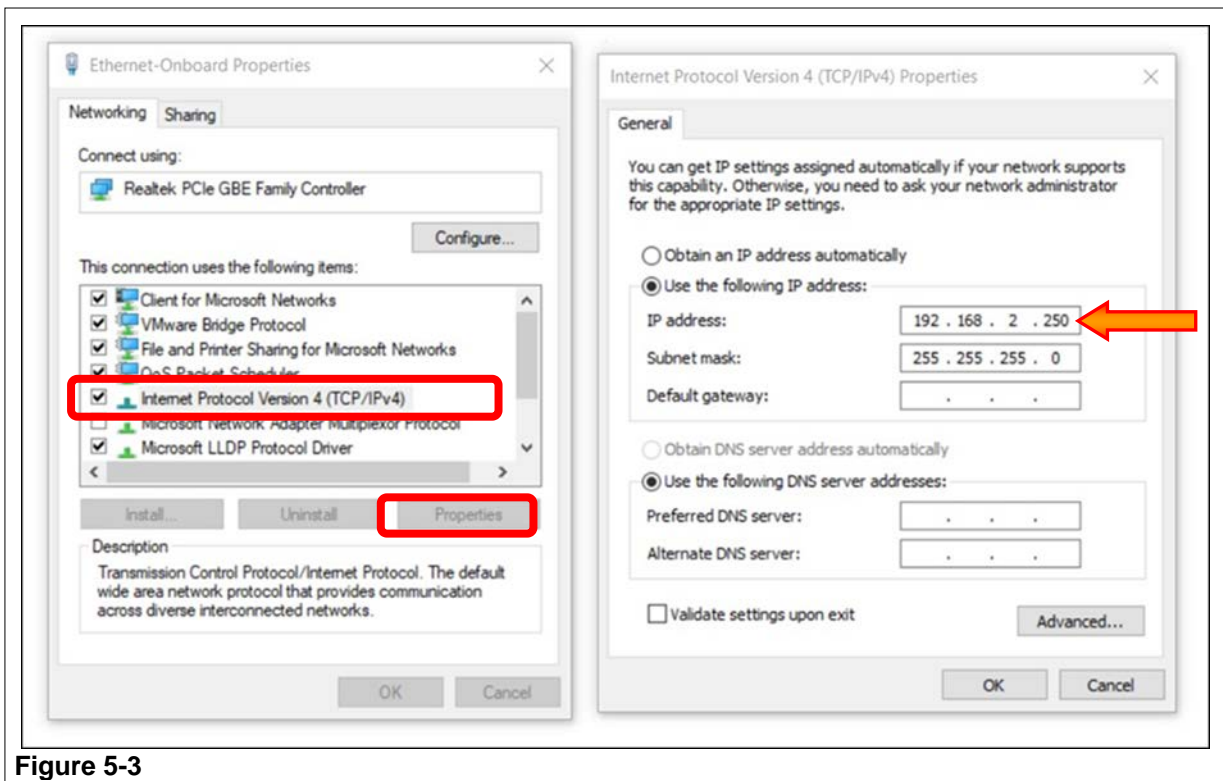 Ethernet-Onboard Properties
Networking Sharing
Connect using:
Realtek PCIe GBE Family Controller
Configure...
This connection uses the following items:
Client for Microsoft Networks
VMware Bridge Protocol
File and Printer Sharing for Microsoft Networks
QoS Packet Scheduler
Internet Protocol Version 4 (TCP/IPv4)
Microsoft Network Adapter Multiplexor Protocol
Microsoft LLDP Protocol Driver
Install... Uninstall Properties
Description
Transmission Control Protocol/Internet Protocol. The default
wide area network protocol that provides communication
across diverse interconnected networks.
OK Cancel
Internet Protocol Version 4 (TCP/IPv4) Properties
General
You can get IP settings assigned automatically if your network supports
this capability. Otherwise, you need to ask your network administrator
for the appropriate IP settings.
Obtain an IP address automatically
Use the following IP address:
IP address: 192 . 168 . 2 . 250
Subnet mask: 255 . 255 . 255 . 0
Default gateway: . . .
Obtain DNS server address automatically
Use the following DNS server addresses:
Preferred DNS server: . . .
Alternate DNS server: . . .
Validate settings upon exit
Advanced...
OK Cancel
Figure 5-3